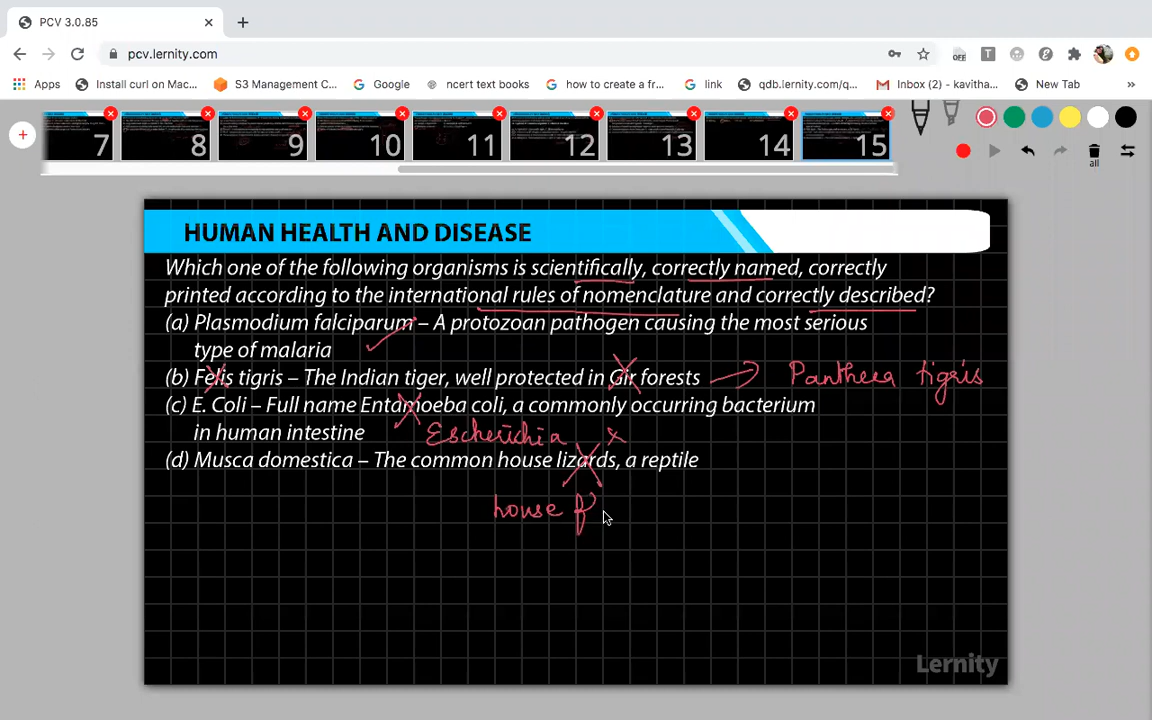 PCV 3.0.85
pcv.lernity.com
Apps Install curl on Mac... S3 Management C... Google ncert text books how to create a fr... link qdb.lernity.com/q... Inbox (2) - kavitha... New Tab »
7 8 9 10 11 12 13 14 15
all
HUMAN HEALTH AND DISEASE
Which one of the following organisms is scientifically, correctly named, correctly
printed according to the international rules of nomenclature and correctly described?
(a) Plasmodium falciparum – A protozoan pathogen causing the most serious
type of malaria
(b) Felis tigris – The Indian tiger, well protected in Gir forests Panthera tigris
(c) E. Coli – Full name Entamoeba coli, a commonly occurring bacterium
in human intestine Escherichia
(d) Musca domestica – The common house lizards, a reptile
house f
Lernity